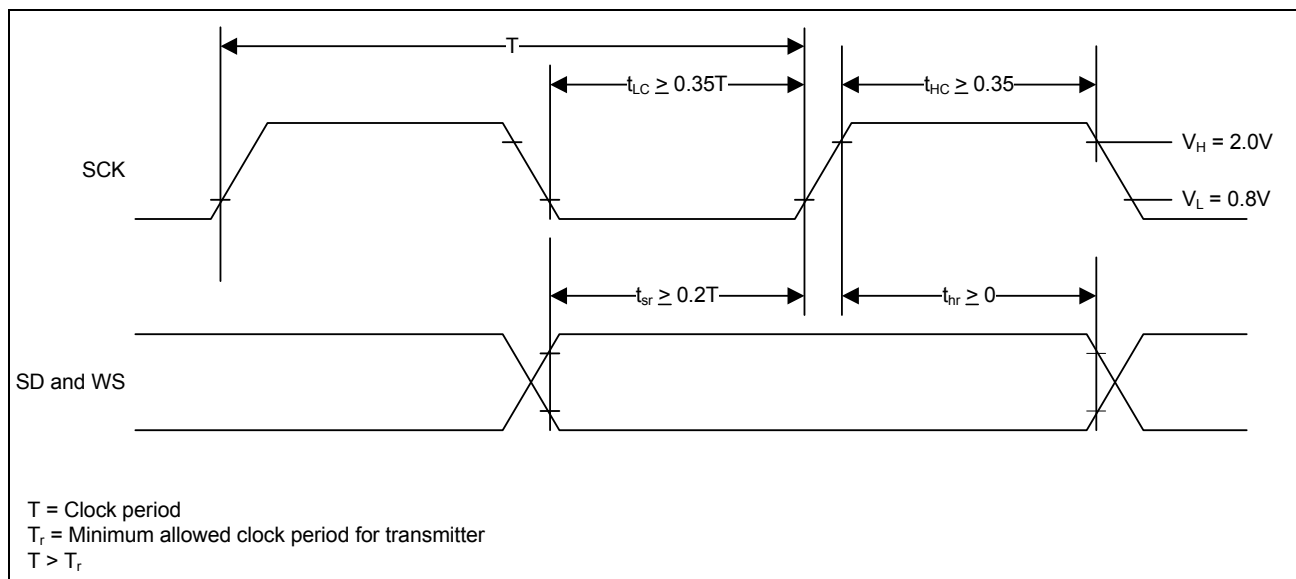 T
t_LC ≥ 0.35T
t_HC ≥ 0.35
SCK
V_H = 2.0V
V_L = 0.8V
t_sr ≥ 0.2T
t_hr ≥ 0
SD and WS
T = Clock period
T_r = Minimum allowed clock period for transmitter
T > T_r